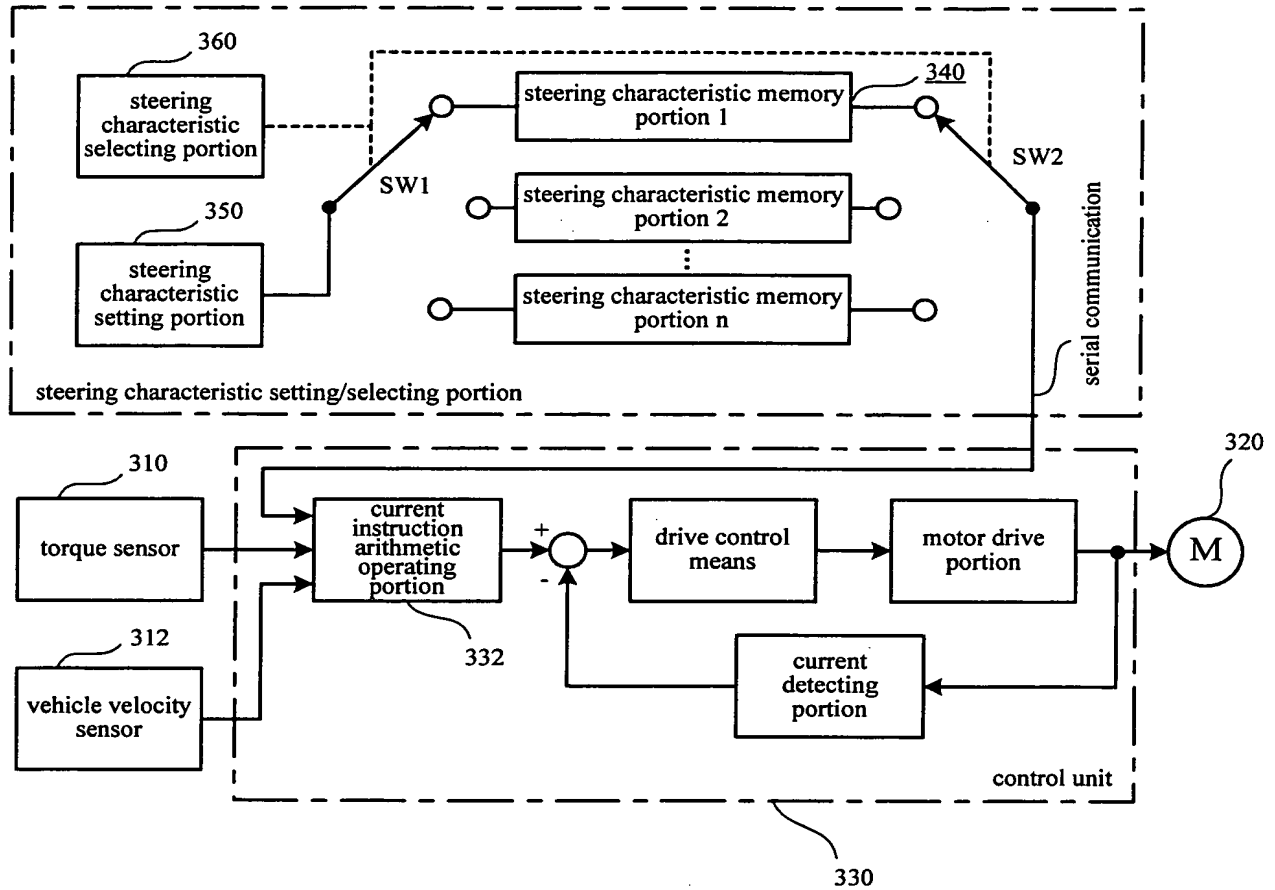 360
steering
characteristic
selecting portion
340
steering characteristic memory
portion 1
SW1
SW2
350
steering characteristic memory
portion 2
steering
characteristic
setting portion
steering characteristic memory
portion n
serial communication
steering characteristic setting/selecting portion
310
320
torque sensor
current
instruction
arithmetic
operating
portion
+
-
drive control
means
motor drive
portion
M
312
332
vehicle velocity
sensor
current
detecting
portion
control unit
330